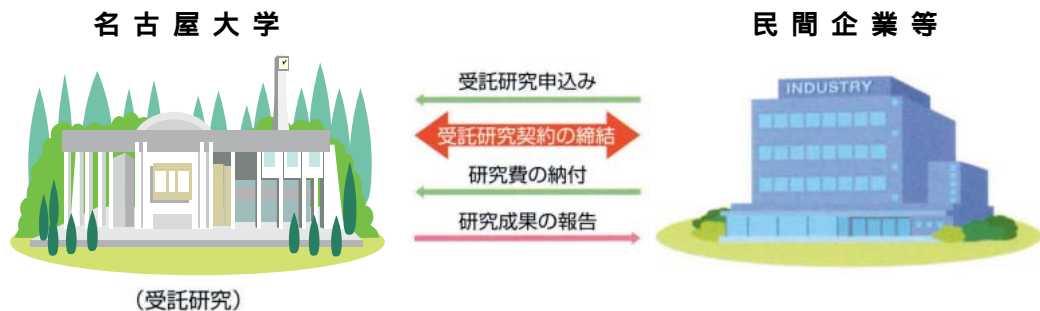 名古屋大学
民間企業等
受託研究申込み
INDUSTRY
受託研究契約の締結
研究費の納付
研究成果の報告
（受託研究）